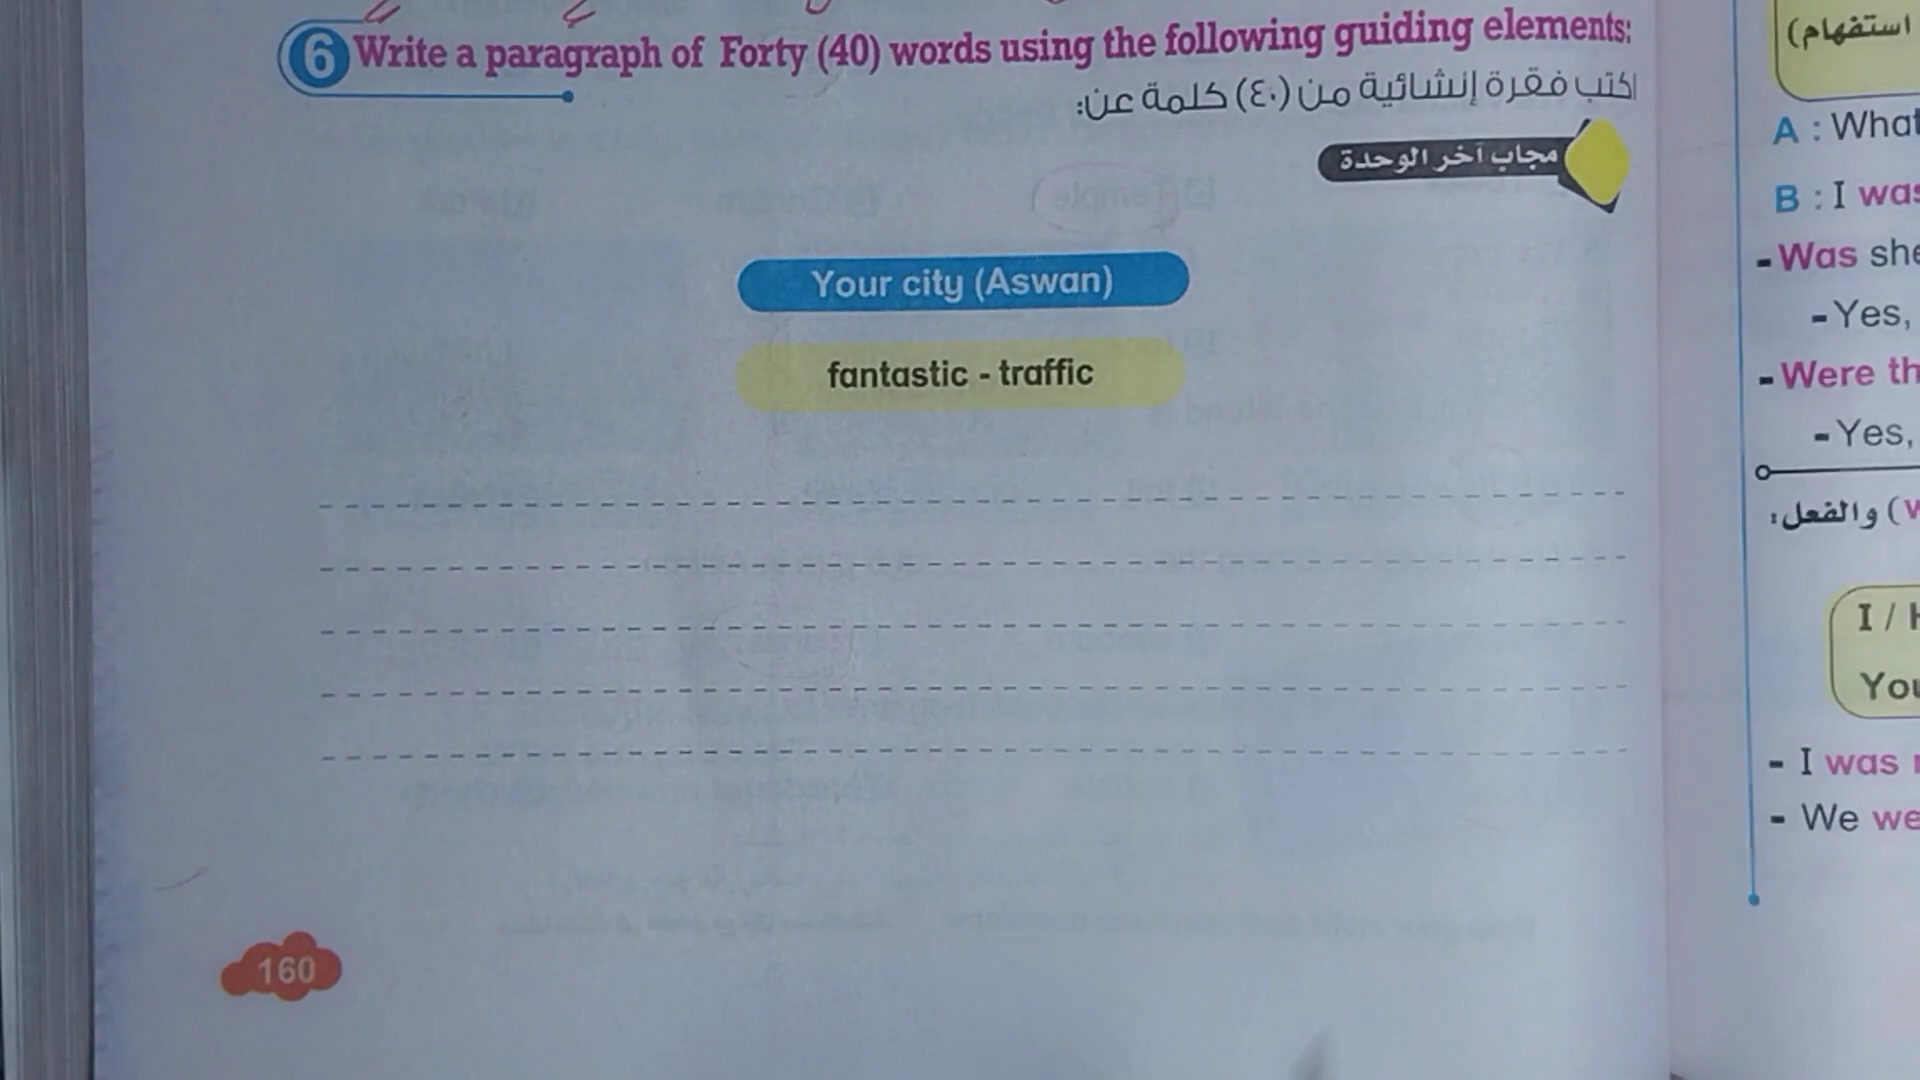 6 Write a paragraph of Forty (40) words using the following guiding elements:
اكتب فقرة إنشائية من (٤٠) كلمة عن:
مجاب آخر الوحدة
Your city (Aswan)
fantastic - traffic
160
استفهام)
A : What
B : I was
- Was she
- Yes,
- Were th
- Yes,
) والفعل:
I / H
You
- I was
- We we